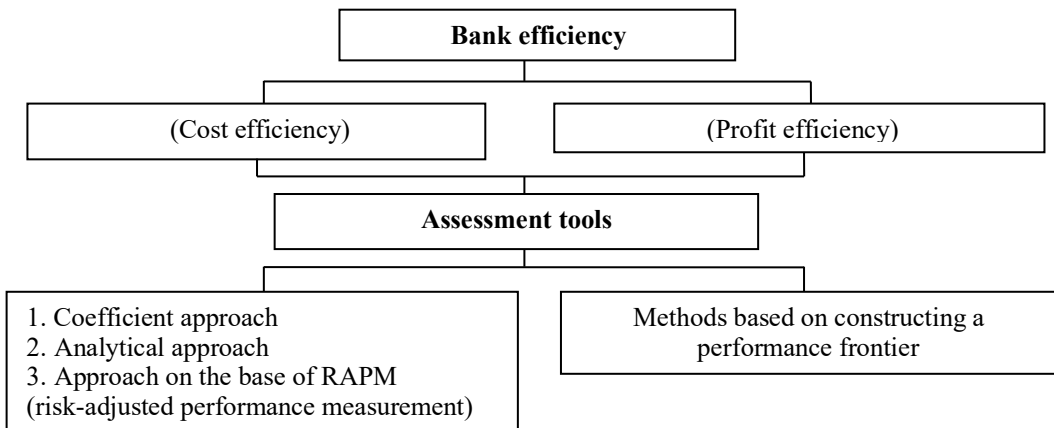 Bank efficiency
(Cost efficiency)
(Profit efficiency)
Assessment tools
1. Coefficient approach
2. Analytical approach
3. Approach on the base of RAPM
(risk-adjusted performance measurement)
Methods based on constructing a
performance frontier